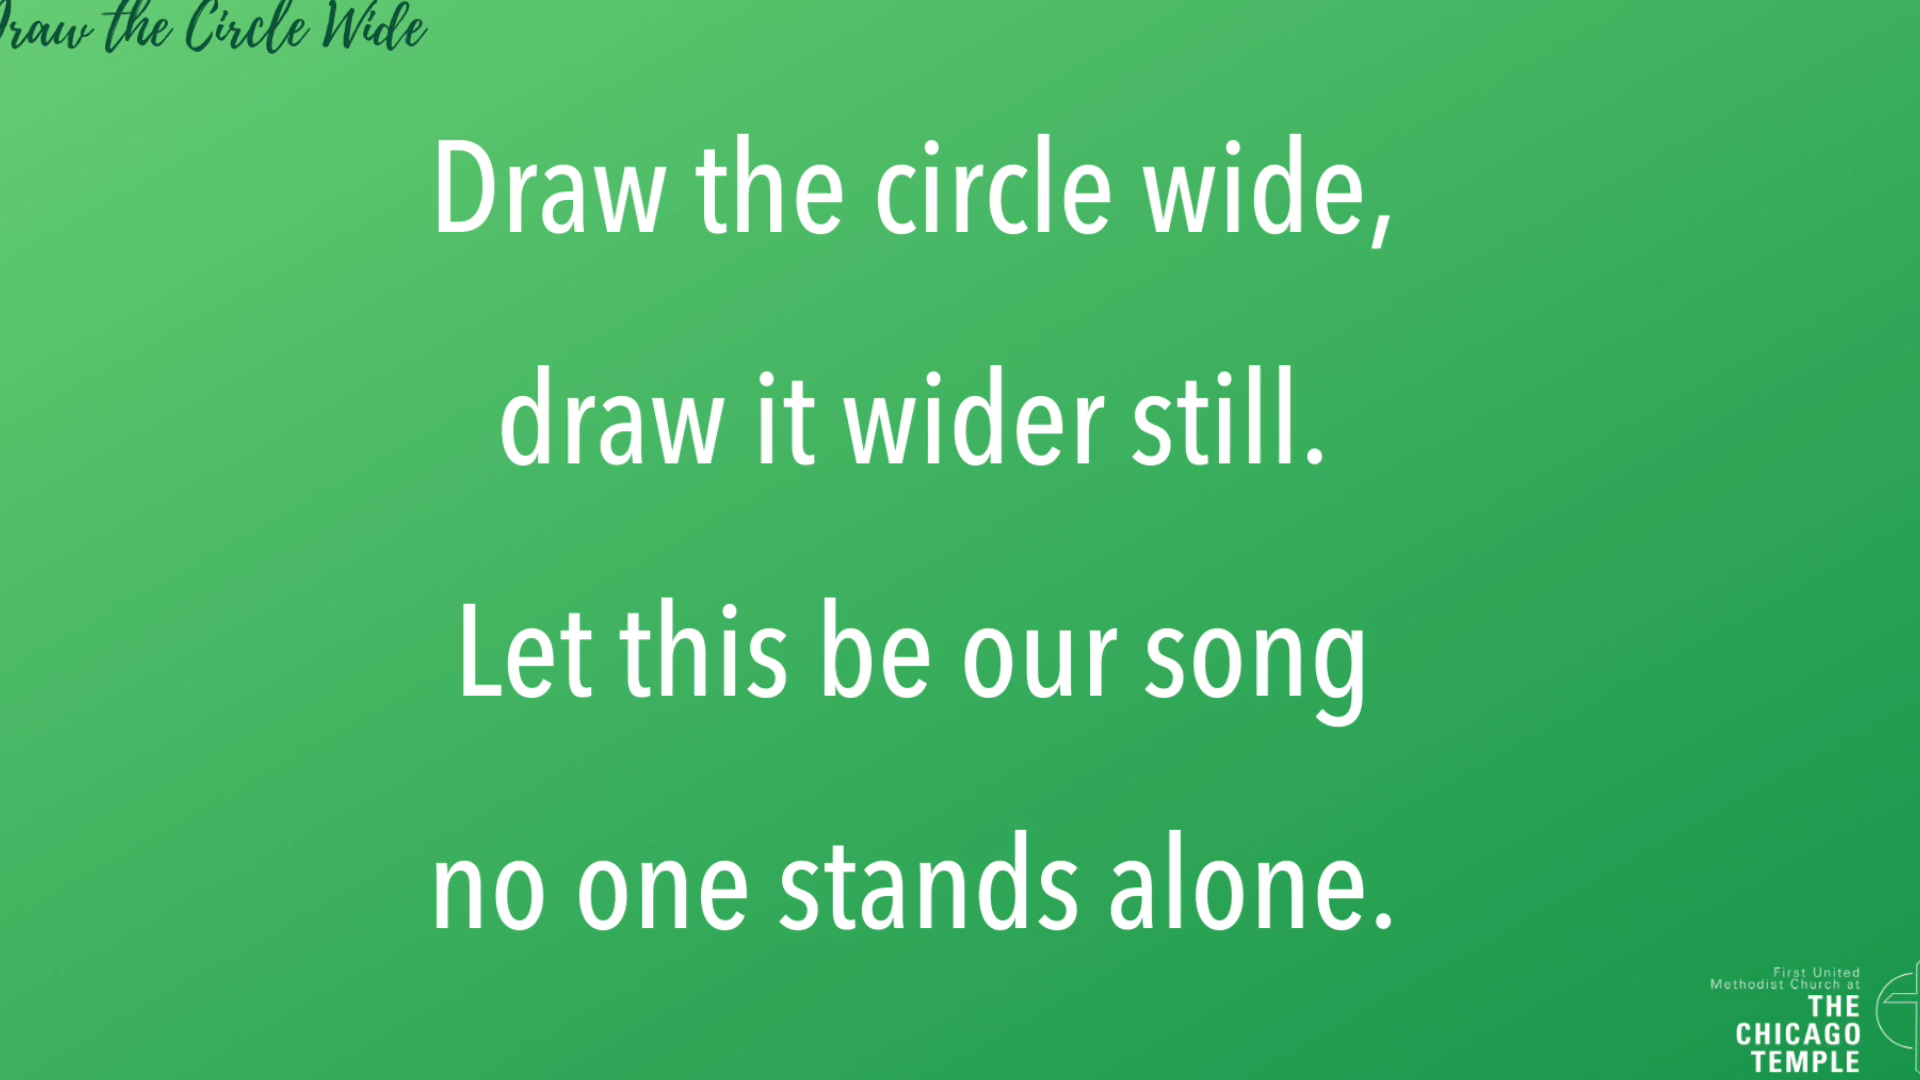 Draw the Circle Wide
Draw the circle wide,
draw it wider still.
Let this be our song
no one stands alone.
First United
Methodist Church at
THE
CHICAGO
TEMPLE